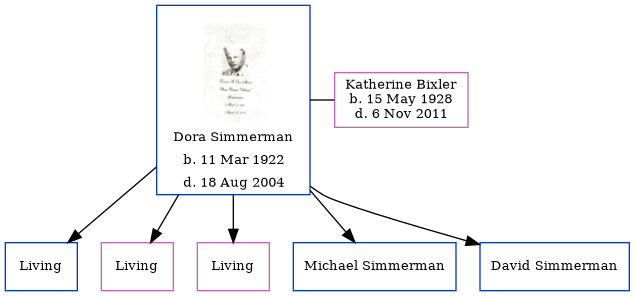 Dora Simmerman
b. 11 Mar 1922
d. 18 Aug 2004
Katherine Bixler
b. 15 May 1928
d. 6 Nov 2011
Living
Living
Living
Michael Simmerman
David Simmerman